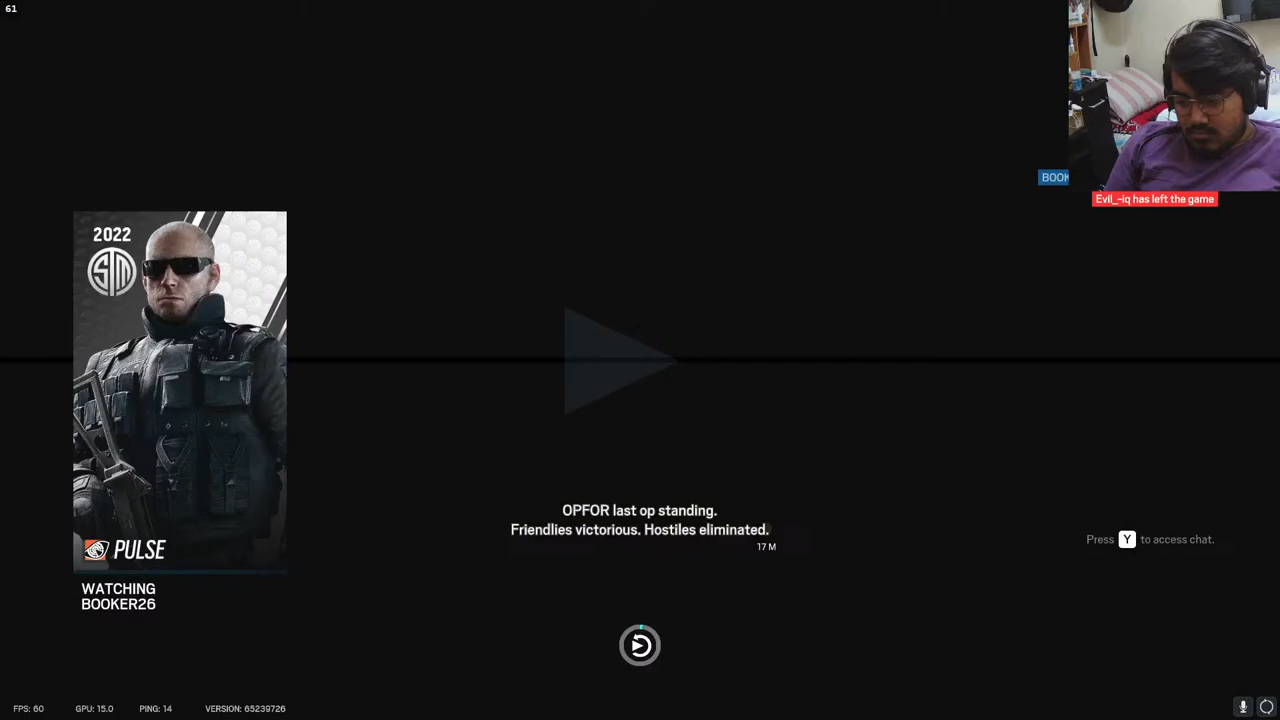 61
BOOK
Evil_-iq has left the game
2022
TSM
PULSE
WATCHING
BOOKER26
OPFOR last op standing.
Friendlies victorious. Hostiles eliminated.
17 M
Press Y to access chat.
FPS: 60 GPU: 15.0 PING: 14 VERSION: 65239726